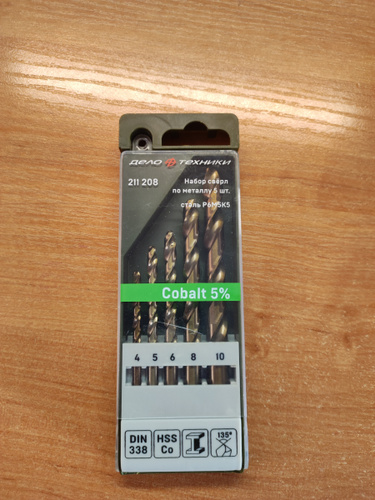 ДЕЛО ТЕХНИКИ
211 208
Набор свёрл
по металлу 5 шт.
сталь Р6М5К5
Cobalt 5%
4 5 6 8 10
DIN
338
HSS
Co
135°